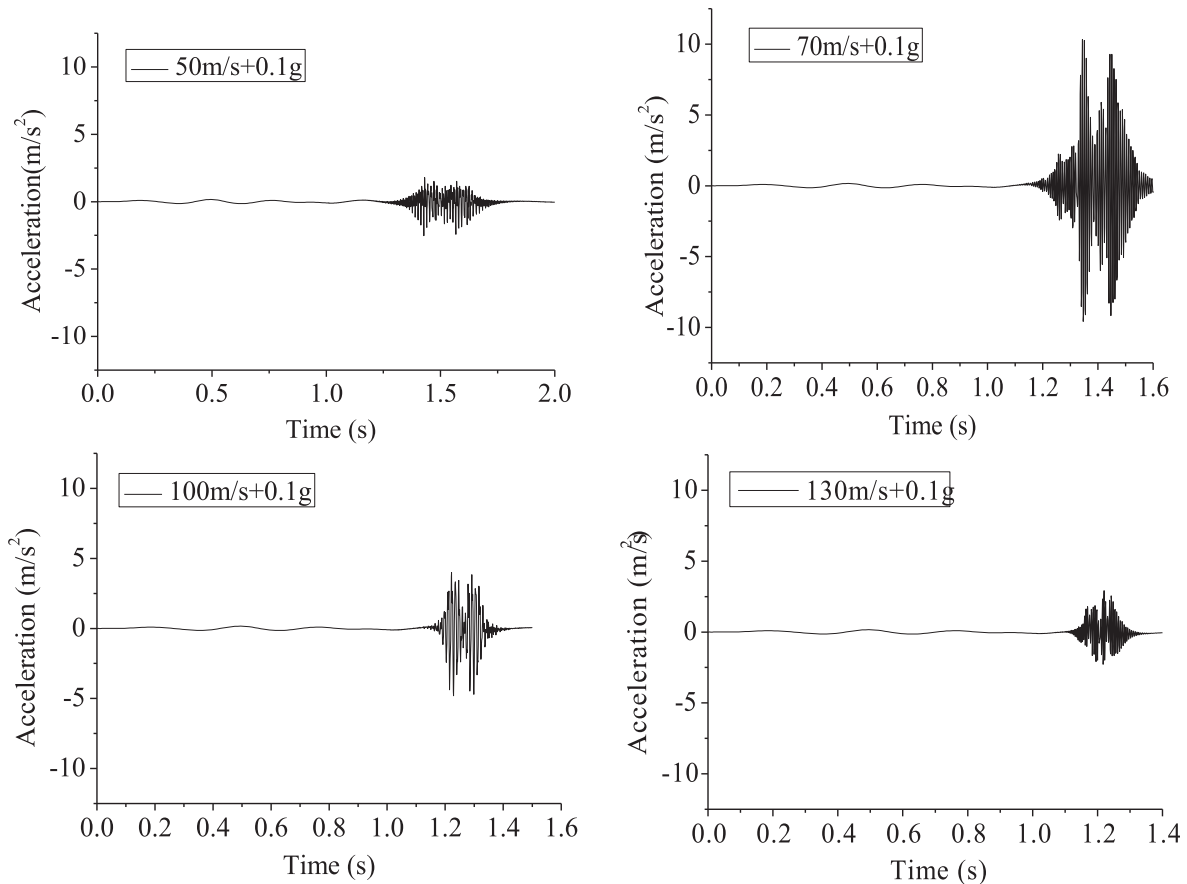 50m/s+0.1g
10
5
0
-5
-10
Acceleration(m/s²)
0.0 0.5 1.0 1.5 2.0
Time (s)
70m/s+0.1g
10
5
0
-5
-10
Acceleration (m/s²)
0.0 0.2 0.4 0.6 0.8 1.0 1.2 1.4 1.6
Time (s)
100m/s+0.1g
10
5
0
-5
-10
Acceleration (m/s²)
0.0 0.2 0.4 0.6 0.8 1.0 1.2 1.4 1.6
Time (s)
130m/s+0.1g
10
5
0
-5
-10
Acceleration (m²s)
0.0 0.2 0.4 0.6 0.8 1.0 1.2 1.4
Time (s)